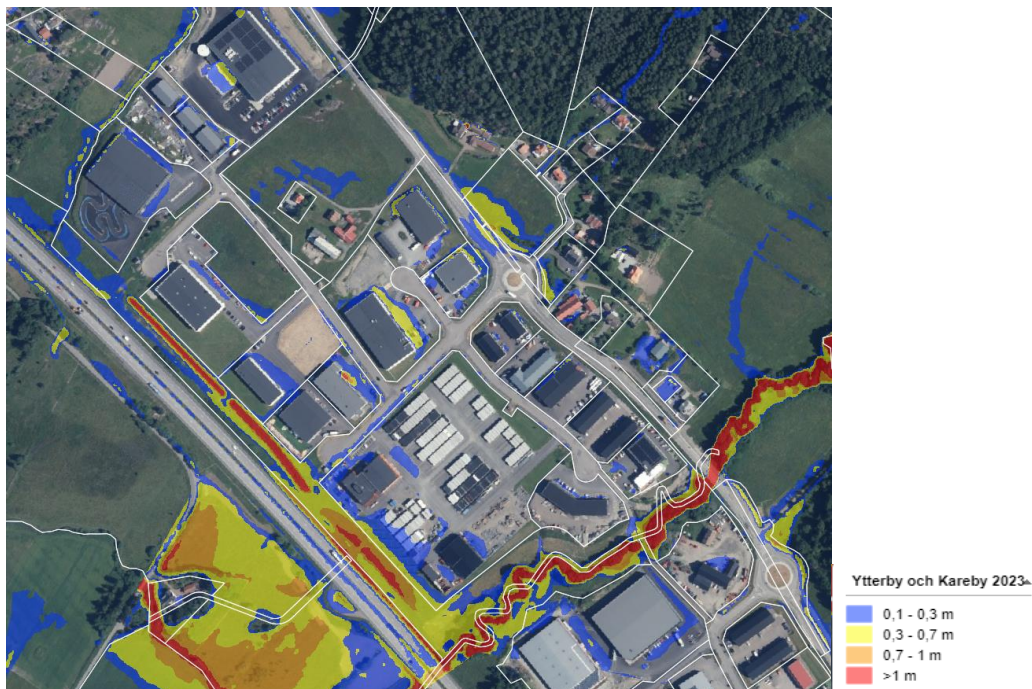 Ytterby och Kareby 2023
0,1 - 0,3 m
0,3 - 0,7 m
0,7 - 1 m
>1 m